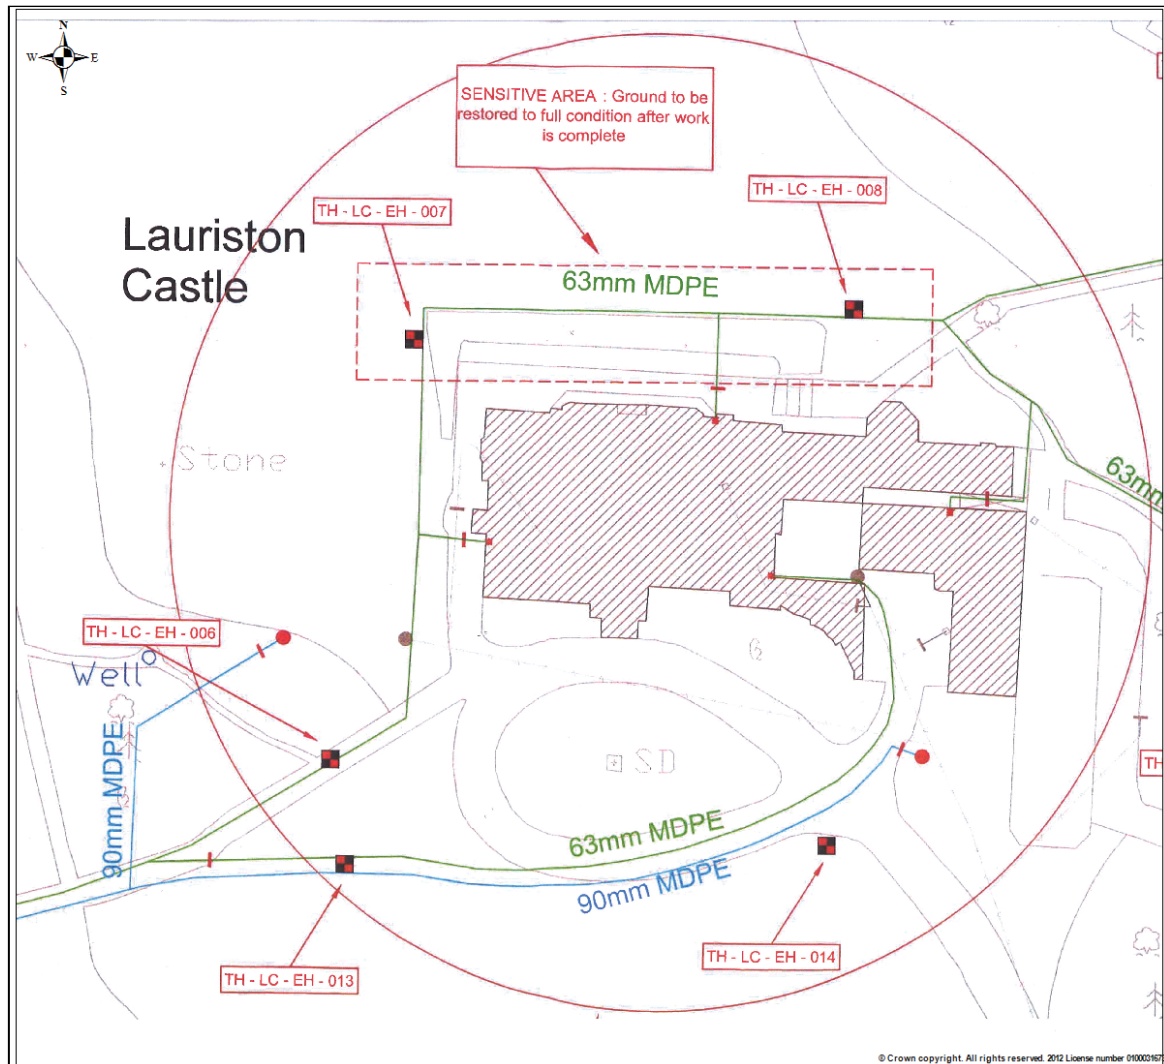 N
W E
S
SENSITIVE AREA : Ground to be
restored to full condition after work
is complete
TH - LC - EH - 007
TH - LC - EH - 008
Lauriston
Castle
63mm MDPE
Stone
63mm
TH - LC - EH - 006
Well
90mm MDPE
SD
TH
63mm MDPE
90mm MDPE
TH - LC - EH - 014
TH - LC - EH - 013
© Crown copyright. All rights reserved. 2012 License number